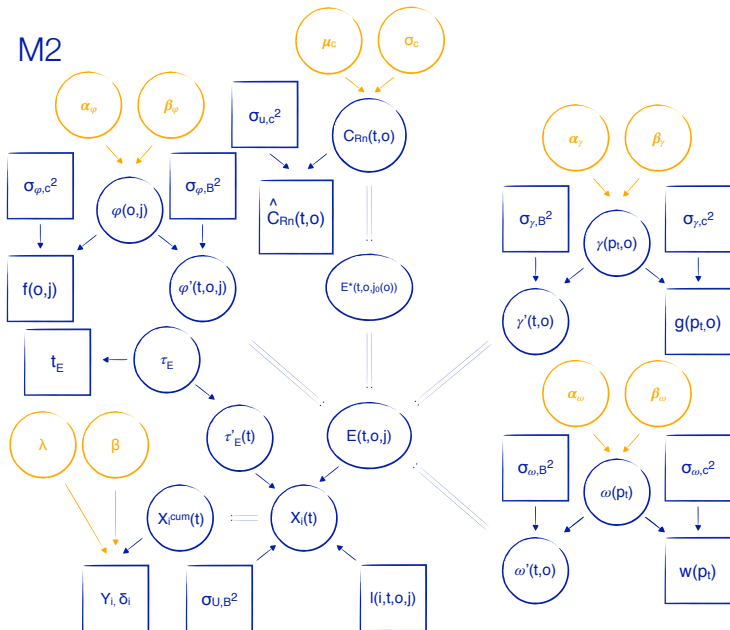 M2
μc
σc
αφ
βφ
σu,c²
CRn(t,o)
αγ
βγ
σφ,c²
φ(o,j)
σφ,B²
ĈRn(t,o)
σγ,B²
γ(pt,o)
σγ,c²
f(o,j)
φ'(t,o,j)
E*(t,o,j0(o))
γ'(t,o)
g(pt,o)
tE
τE
αω
βω
λ
β
τ'E(t)
E(t,o,j)
σω,B²
ω(pt)
σω,c²
Xicum(t)
Xi(t)
Yi, δi
σU,B²
I(i,t,o,j)
ω'(t,o)
w(pt)